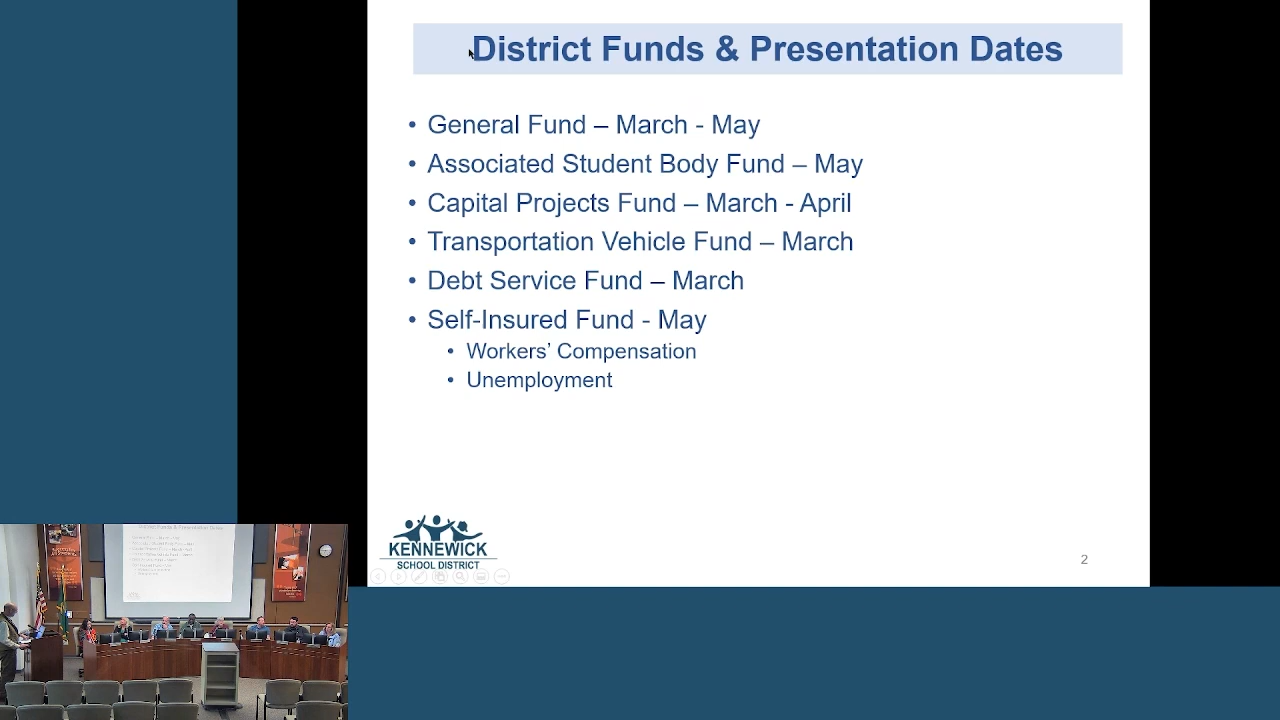 District Funds & Presentation Dates
• General Fund – March - May
• Associated Student Body Fund – May
• Capital Projects Fund – March - April
• Transportation Vehicle Fund – March
• Debt Service Fund – March
• Self-Insured Fund - May
• Workers’ Compensation
• Unemployment
KENNEWICK
SCHOOL DISTRICT
2